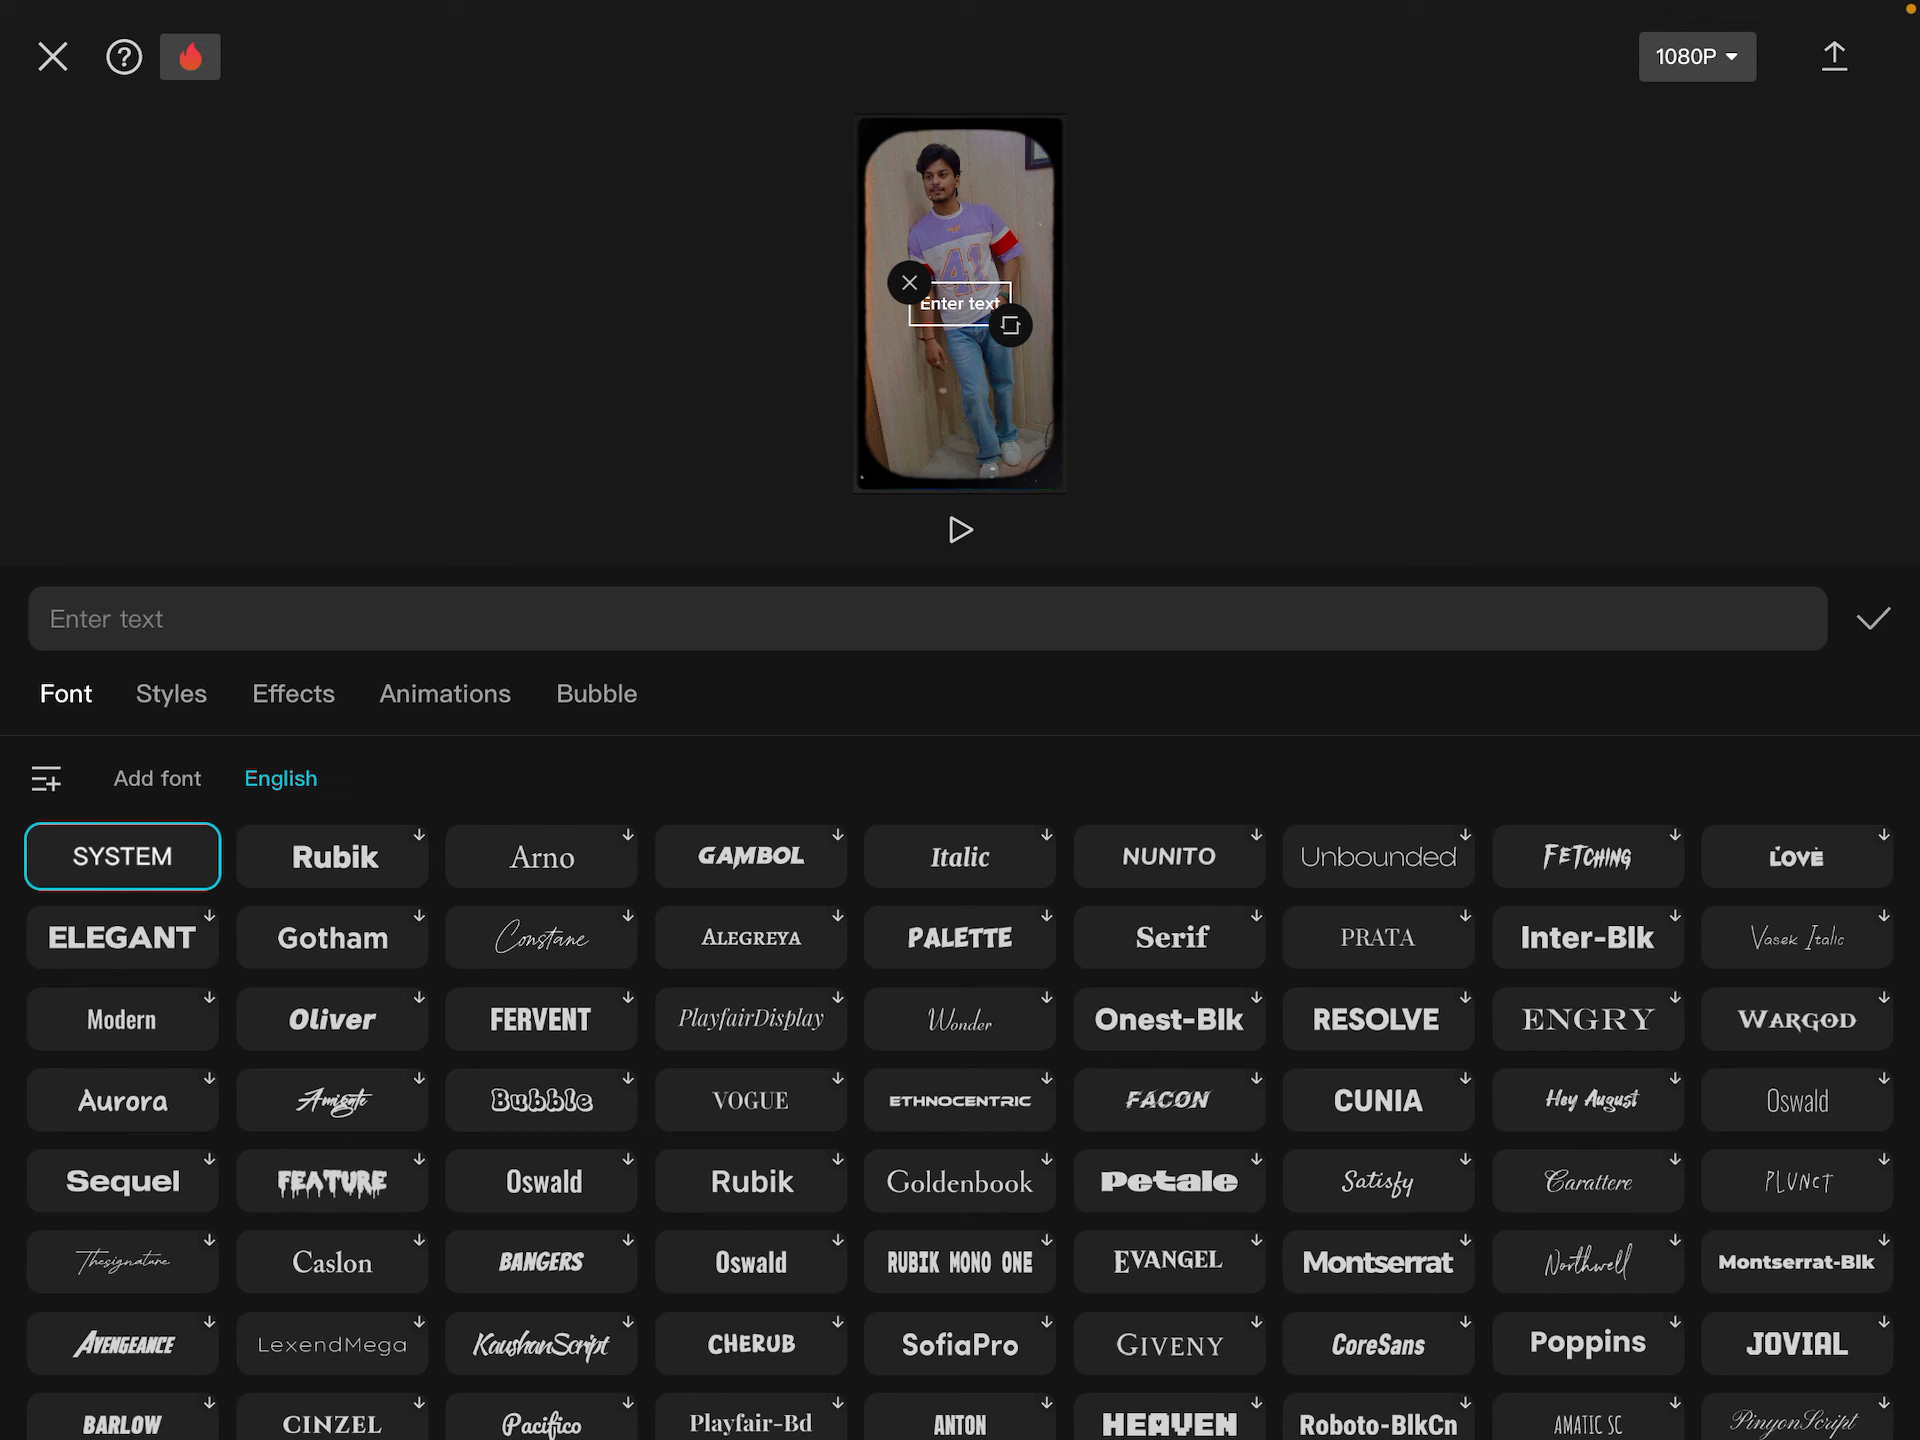 1080P
41
Enter text
Enter text
Font Styles Effects Animations Bubble
Add font English
SYSTEM Rubik Arno GAMBOL Italic NUNITO Unbounded FETCHING LOVE
ELEGANT Gotham Constane ALEGREYA PALETTE Serif PRATA Inter-Blk Vasek Italic
Modern Oliver FERVENT PlayfairDisplay Wonder Onest-Blk RESOLVE ENGRY WARGOD
Aurora Amigate Bubble VOGUE ETHNOCENTRIC FACON CUNIA Hey August Oswald
Sequel FEATURE Oswald Rubik Goldenbook Petale Satisfy Carattere PLUNCT
Thesignature Caslon BANGERS Oswald RUBIK MONO ONE EVANGEL Montserrat Northwell Montserrat-Blk
AVENGEANCE LexendMega KaushanScript CHERUB SofiaPro GIVENY CoreSans Poppins JOVIAL
BARLOW CINZEL Pacifico Playfair-Bd ANTON HEAVEN Roboto-BlkCn AMATIC SC PinyonScript